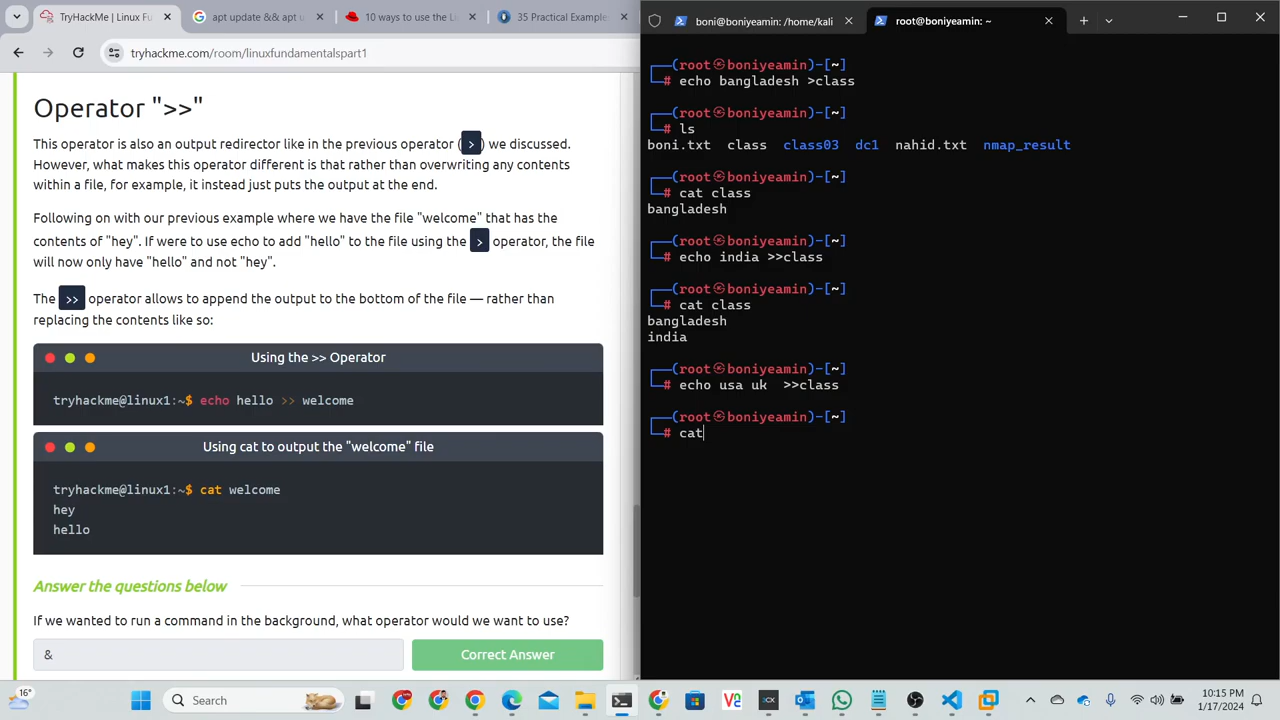 TryHackMe | Linux Fu
apt update && apt u
10 ways to use the Li
35 Practical Example
tryhackme.com/room/linuxfundamentalspart1
Operator ">>"
This operator is also an output redirector like in the previous operator (>) we discussed.
However, what makes this operator different is that rather than overwriting any contents
within a file, for example, it instead just puts the output at the end.
Following on with our previous example where we have the file "welcome" that has the
contents of "hey". If were to use echo to add "hello" to the file using the > operator, the file
will now only have "hello" and not "hey".
The >> operator allows to append the output to the bottom of the file — rather than
replacing the contents like so:
Using the >> Operator
tryhackme@linux1:~$ echo hello >> welcome
Using cat to output the "welcome" file
tryhackme@linux1:~$ cat welcome
hey
hello
Answer the questions below
If we wanted to run a command in the background, what operator would we want to use?
&
Correct Answer
boni@boniyeamin: /home/kali
root@boniyeamin: ~
┌──(root㉿boniyeamin)-[~]
└─# echo bangladesh >class
┌──(root㉿boniyeamin)-[~]
└─# ls
boni.txt class class03 dc1 nahid.txt nmap_result
┌──(root㉿boniyeamin)-[~]
└─# cat class
bangladesh
┌──(root㉿boniyeamin)-[~]
└─# echo india >>class
┌──(root㉿boniyeamin)-[~]
└─# cat class
bangladesh
india
┌──(root㉿boniyeamin)-[~]
└─# echo usa uk  >>class
┌──(root㉿boniyeamin)-[~]
└─# cat
16°
Search
10:15 PM
1/17/2024